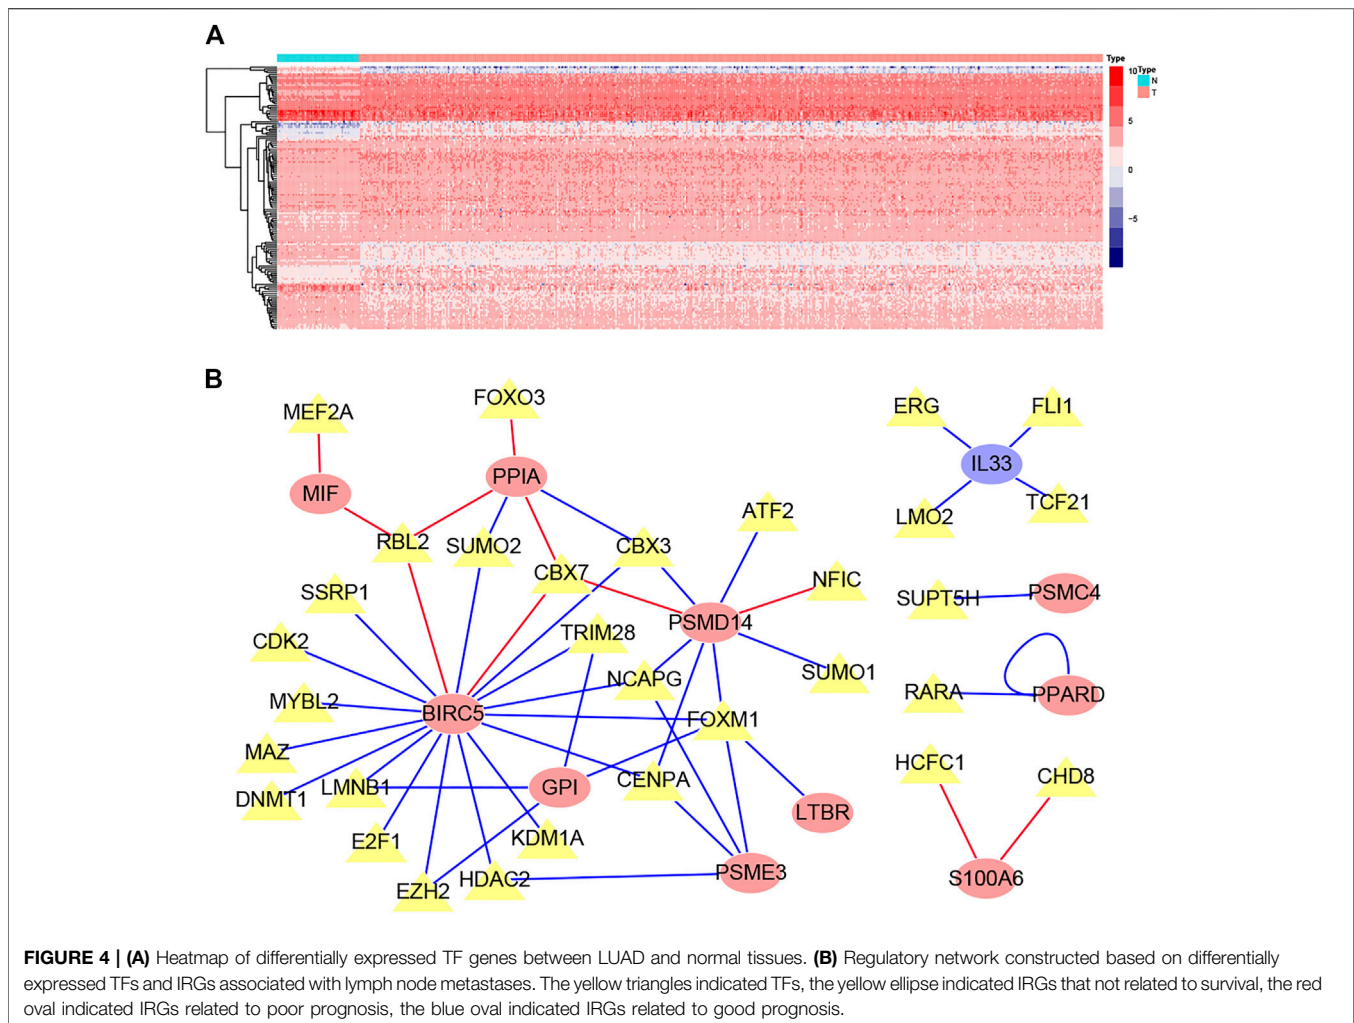 A
Type
10
5
0
−5
Type
N
T
B
MEF2A
FOXO3
ERG
FLI1
IL33
LMO2
TCF21
MIF
PPIA
ATF2
RBL2
SUMO2
CBX3
CBX7
NFIC
SSRP1
SUPT5H
PSMC4
PSMD14
TRIM28
CDK2
NCAPG
SUMO1
RARA
PPARD
MYBL2
BIRC5
FOXM1
MAZ
HCFC1
CHD8
DNMT1
LMNB1
GPI
CENPA
LTBR
E2F1
KDM1A
EZH2
HDAC2
PSME3
S100A6
FIGURE 4 | (A) Heatmap of differentially expressed TF genes between LUAD and normal tissues. (B) Regulatory network constructed based on differentially
expressed TFs and IRGs associated with lymph node metastases. The yellow triangles indicated TFs, the yellow ellipse indicated IRGs that not related to survival, the red
oval indicated IRGs related to poor prognosis, the blue oval indicated IRGs related to good prognosis.